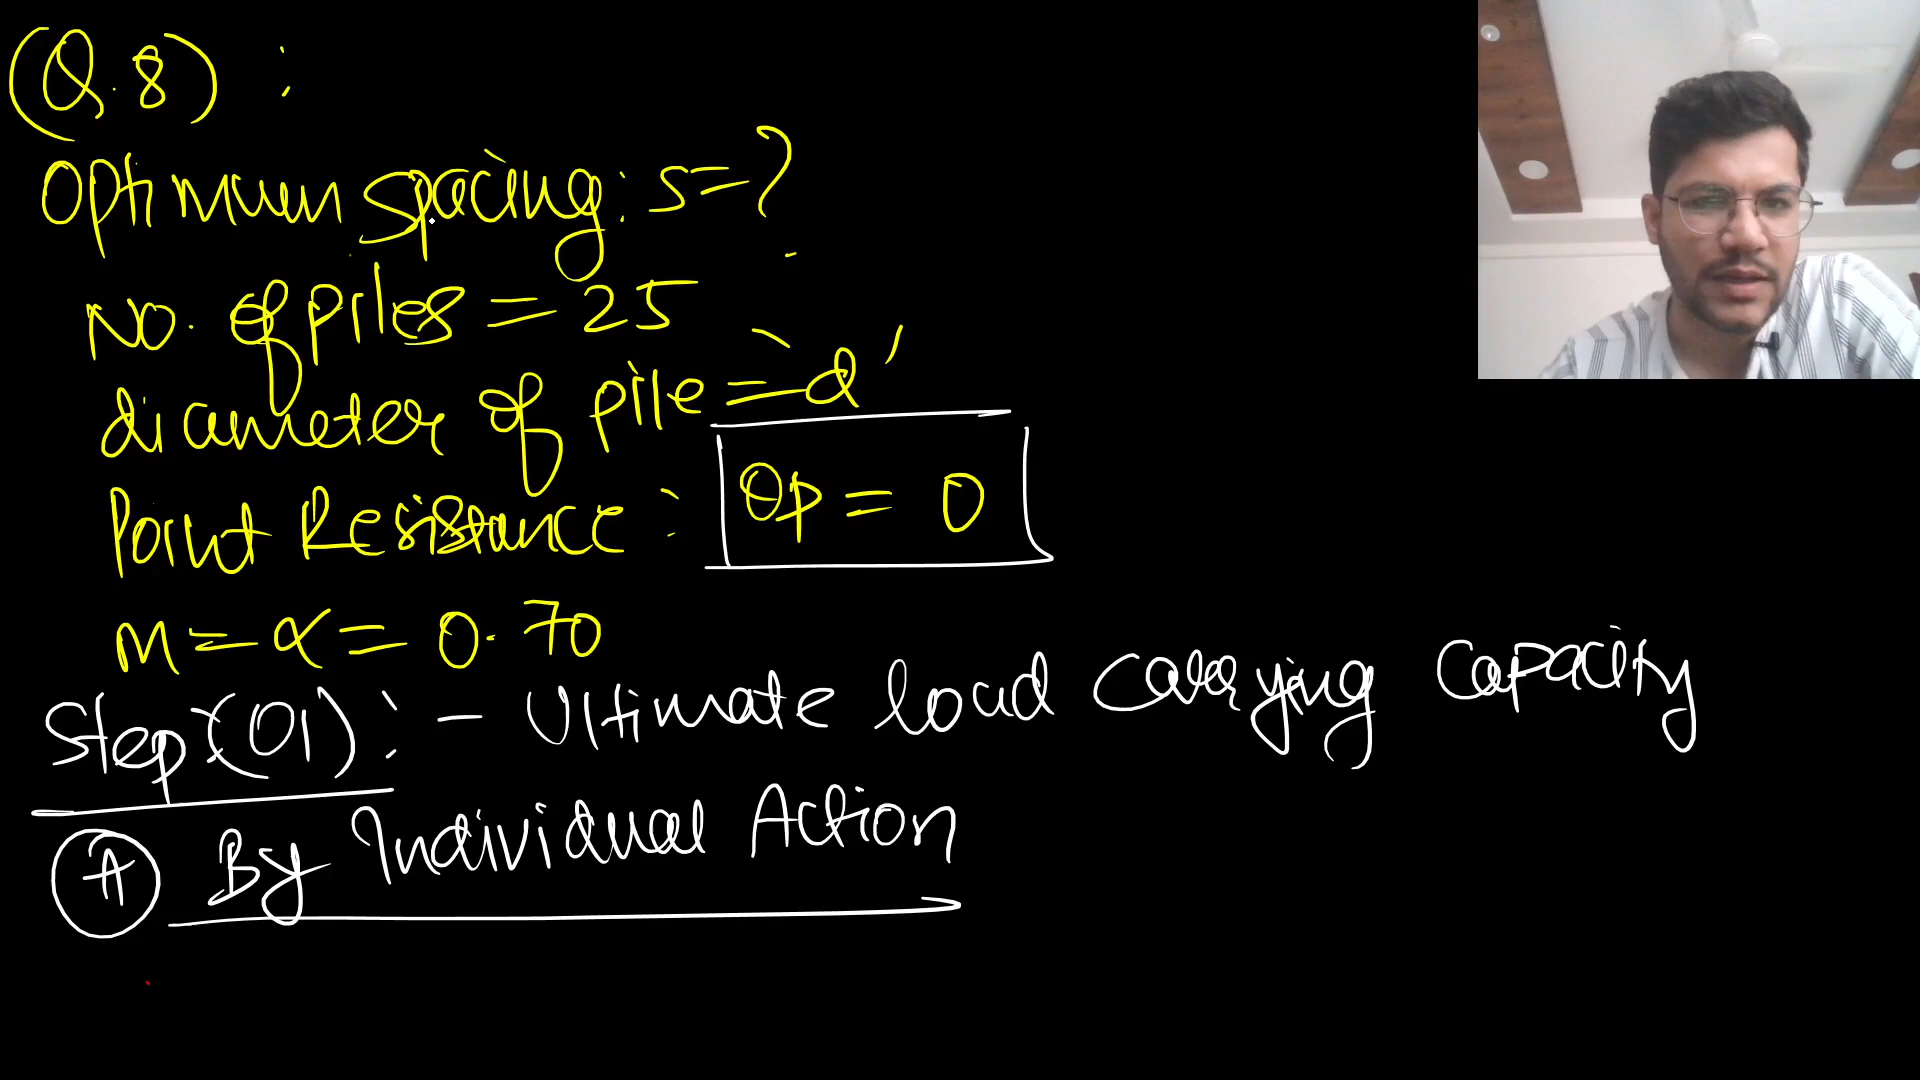 (Q.8) :
Optimum spacing: s=?
No. of piles = 25
diameter of pile = 'd'
Point Resistance : Qp = 0
m = α = 0.70
Step:(01):- Ultimate load carrying capacity
A By Individual Action